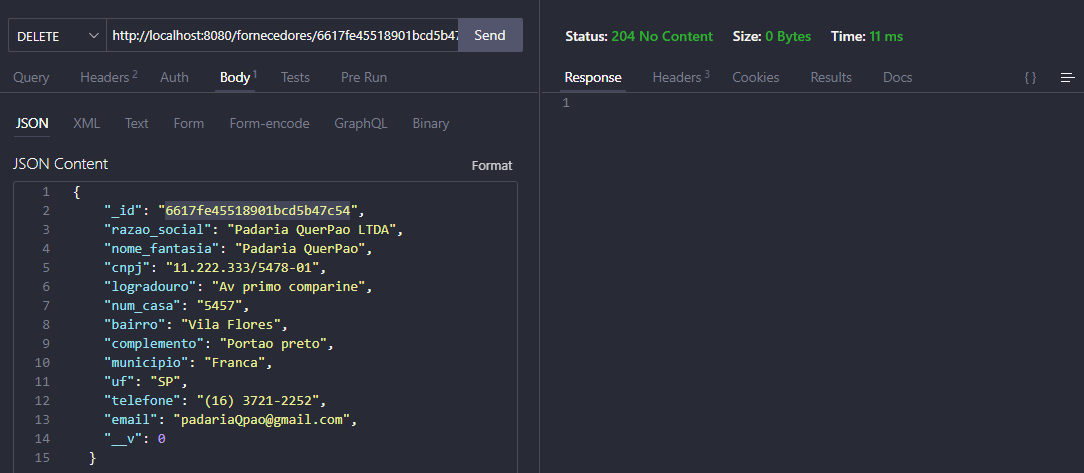 DELETE http://localhost:8080/fornecedores/6617fe45518901bcd5b47 Send
Query Headers 2 Auth Body 1 Tests Pre Run
JSON XML Text Form Form-encode GraphQL Binary
JSON Content Format
1 {
2 "_id": "6617fe45518901bcd5b47c54",
3 "razao_social": "Padaria QuerPao LTDA",
4 "nome_fantasia": "Padaria QuerPao",
5 "cnpj": "11.222.333/5478-01",
6 "logradouro": "Av primo comparine",
7 "num_casa": "5457",
8 "bairro": "Vila Flores",
9 "complemento": "Portao preto",
10 "municipio": "Franca",
11 "uf": "SP",
12 "telefone": "(16) 3721-2252",
13 "email": "padariaQpao@gmail.com",
14 "__v": 0
15 }
Status: 204 No Content Size: 0 Bytes Time: 11 ms
Response Headers 3 Cookies Results Docs { }
1